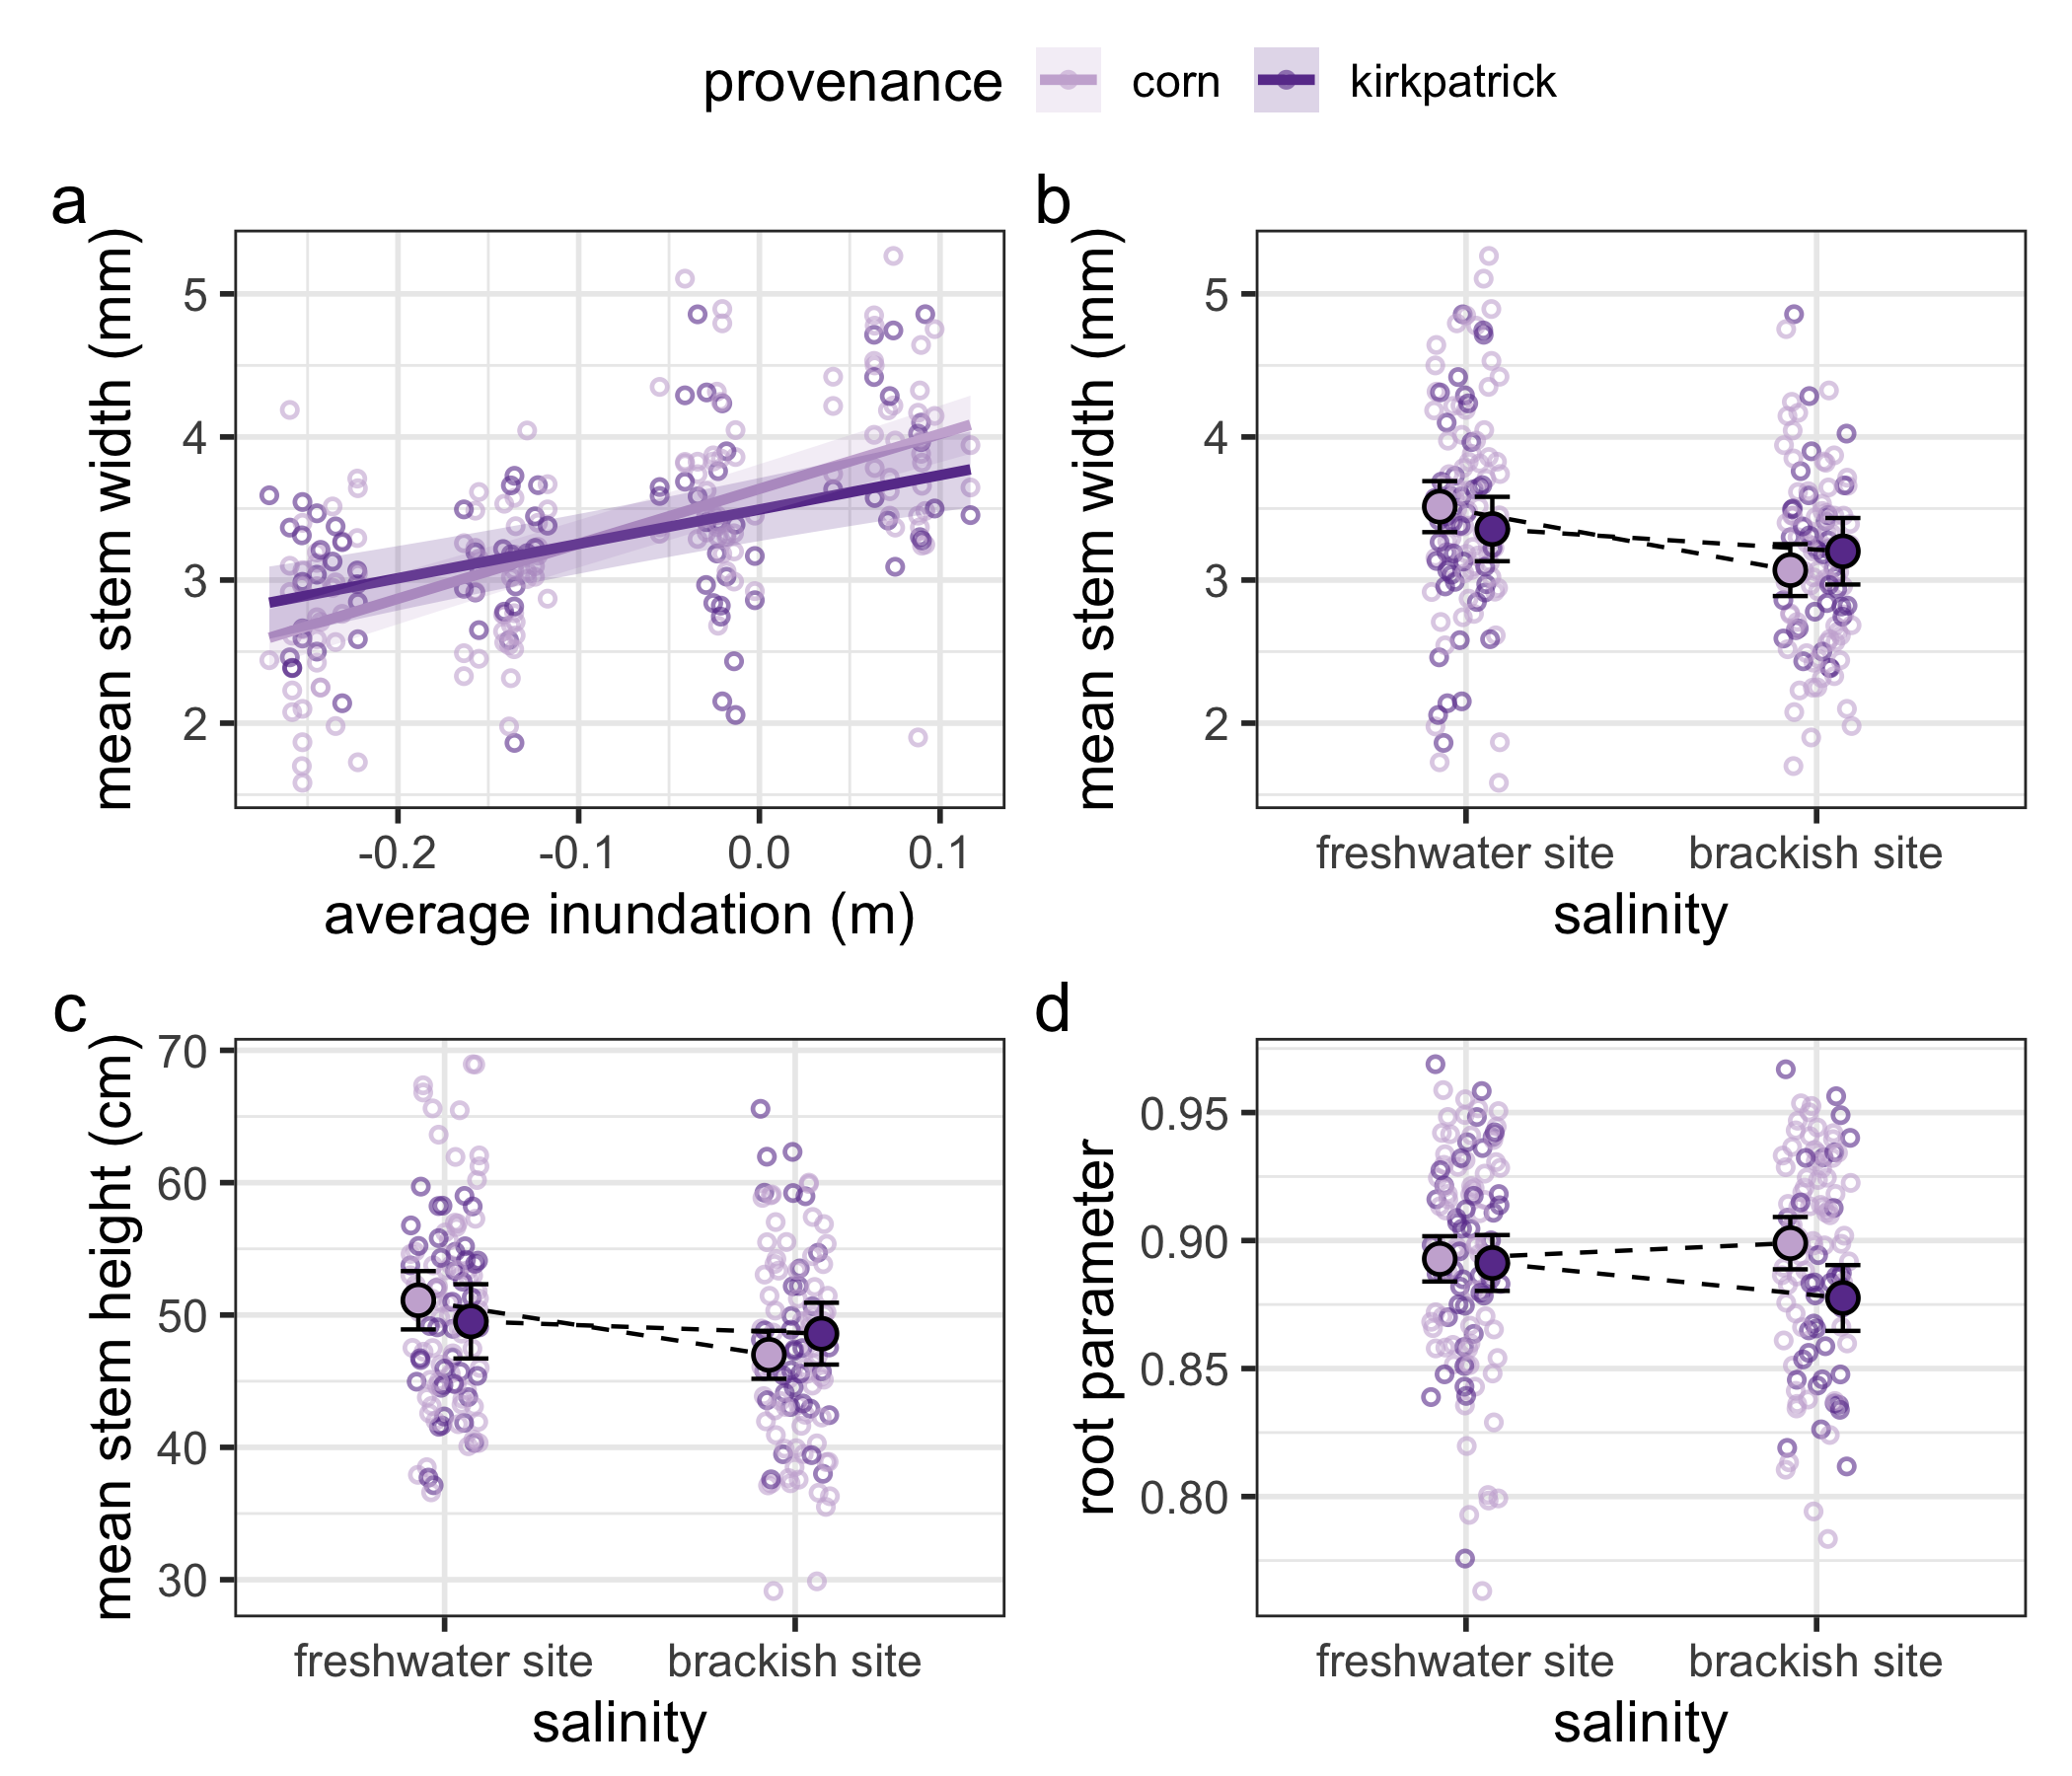 provenance corn kirkpatrick
a
mean stem width (mm)
5
4
3
2
-0.2 -0.1 0.0 0.1
average inundation (m)
b
mean stem width (mm)
5
4
3
2
freshwater site brackish site
salinity
c
mean stem height (cm)
70
60
50
40
30
freshwater site brackish site
salinity
d
root parameter
0.95
0.90
0.85
0.80
freshwater site brackish site
salinity